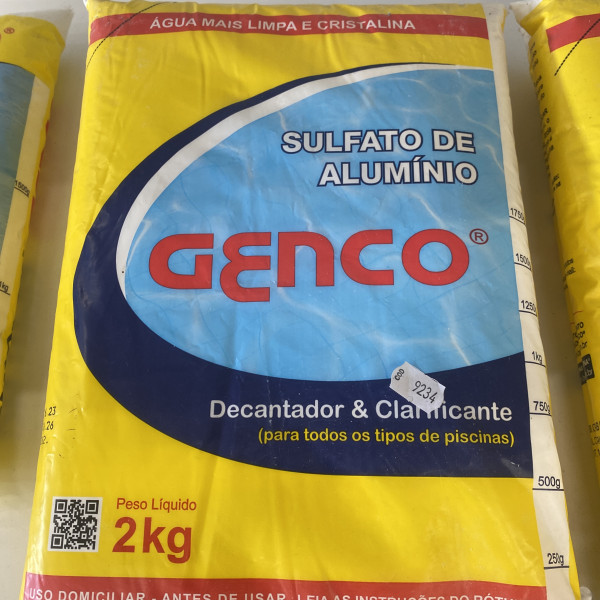 ÁGUA MAIS LIMPA E CRISTALINA
SULFATO DE
ALUMÍNIO
GENCO®
1750g
1500g
1250g
1kg
750g
500g
250g
COD
9234
Decantador & Clarificante
(para todos os tipos de piscinas)
Peso Líquido
2kg
USO DOMICILIAR - ANTES DE USAR, LEIA AS INSTRUÇÕES DO